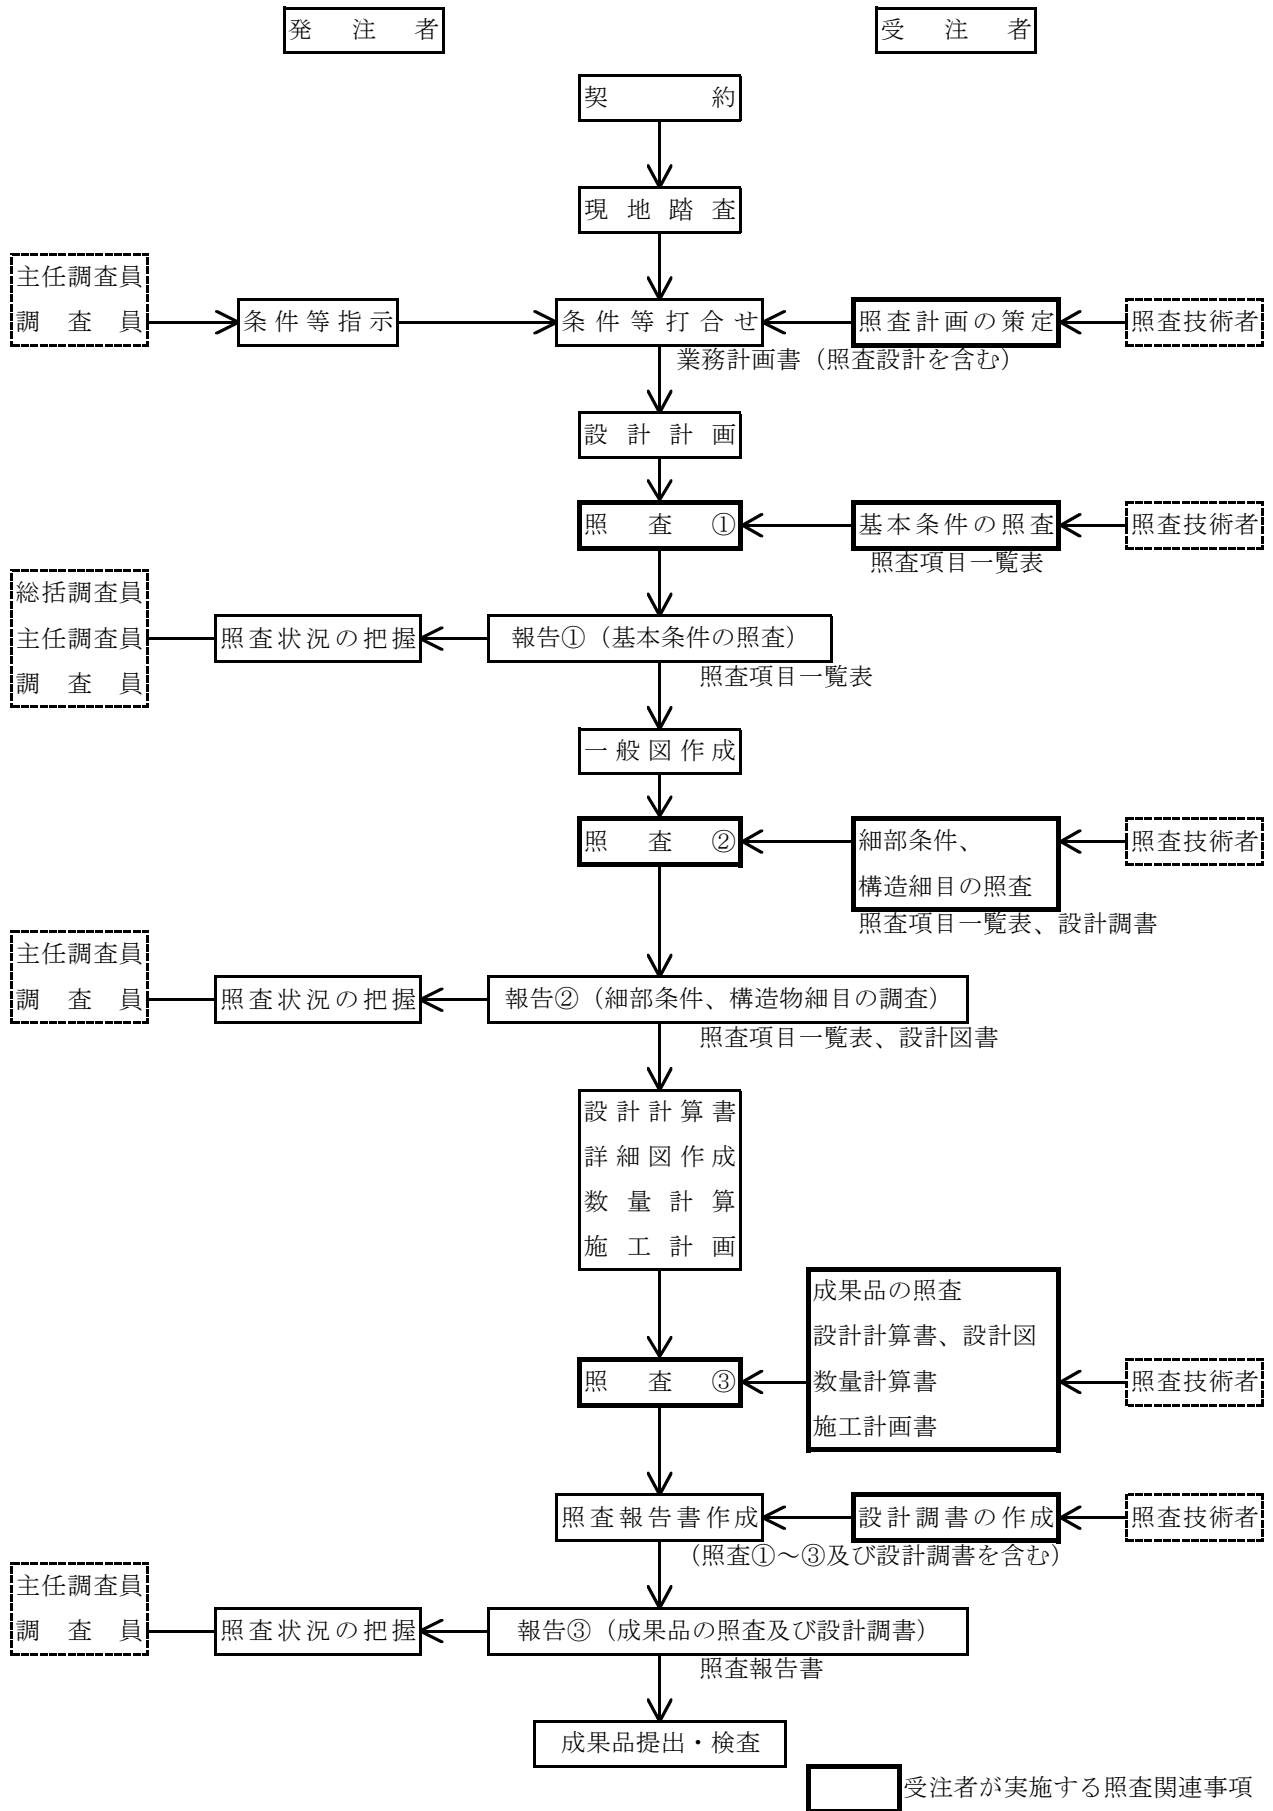 発注者
受注者
契約
現地踏査
主任調査員
調査員
条件等指示
条件等打合せ
照査計画の策定
照査技術者
業務計画書（照査設計を含む）
設計計画
照査①
基本条件の照査
照査技術者
照査項目一覧表
総括調査員
主任調査員
調査員
照査状況の把握
報告①（基本条件の照査）
照査項目一覧表
一般図作成
照査②
細部条件、
構造細目の照査
照査技術者
照査項目一覧表、設計調書
主任調査員
調査員
照査状況の把握
報告②（細部条件、構造物細目の調査）
照査項目一覧表、設計図書
設計計算書
詳細図作成
数量計算
施工計画
成果品の照査
設計計算書、設計図
数量計算書
施工計画書
照査③
照査技術者
照査報告書作成
設計調書の作成
照査技術者
（照査①～③及び設計調書を含む）
主任調査員
調査員
照査状況の把握
報告③（成果品の照査及び設計調書）
照査報告書
成果品提出・検査
受注者が実施する照査関連事項